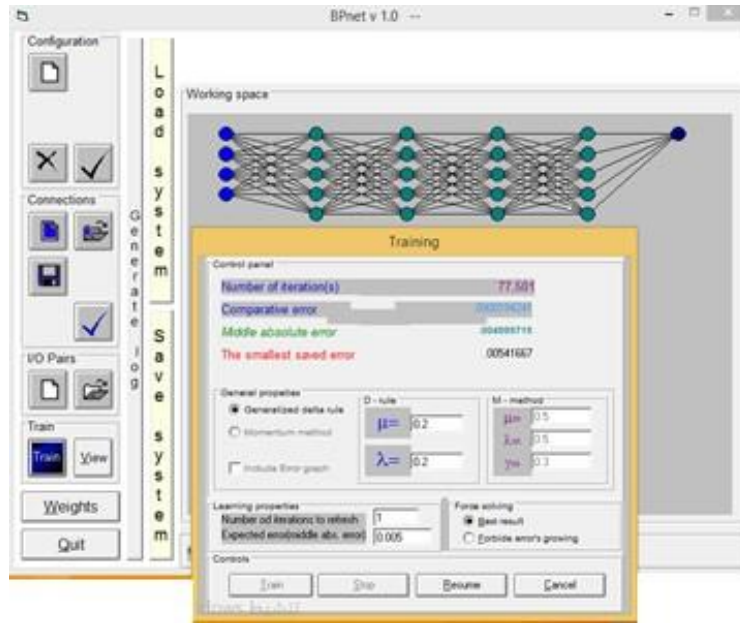 BPnet v 1.0 --
Configuration
Load system
Working space
Connections
Generate log
Save system
I/O Pairs
Train
Train View
Weights
Quit
Training
Control panel
Number of iteration(s) 77,501
Comparative error
Middle absolute error
The smallest saved error .00541667
General propeties
D - rule
M - method
Generalized delta rule
μ= 0.2
μ= 0.5
Momentum method
λ= 0.5
λ= 0.2
γ= 0.3
Include Error graph
Learning properties
Force solving
Number od iterations to refresh 1
Best result
Expected error(middle abs. error) 0.005
Forbide error's growing
Controls
Train Stop Resume Cancel